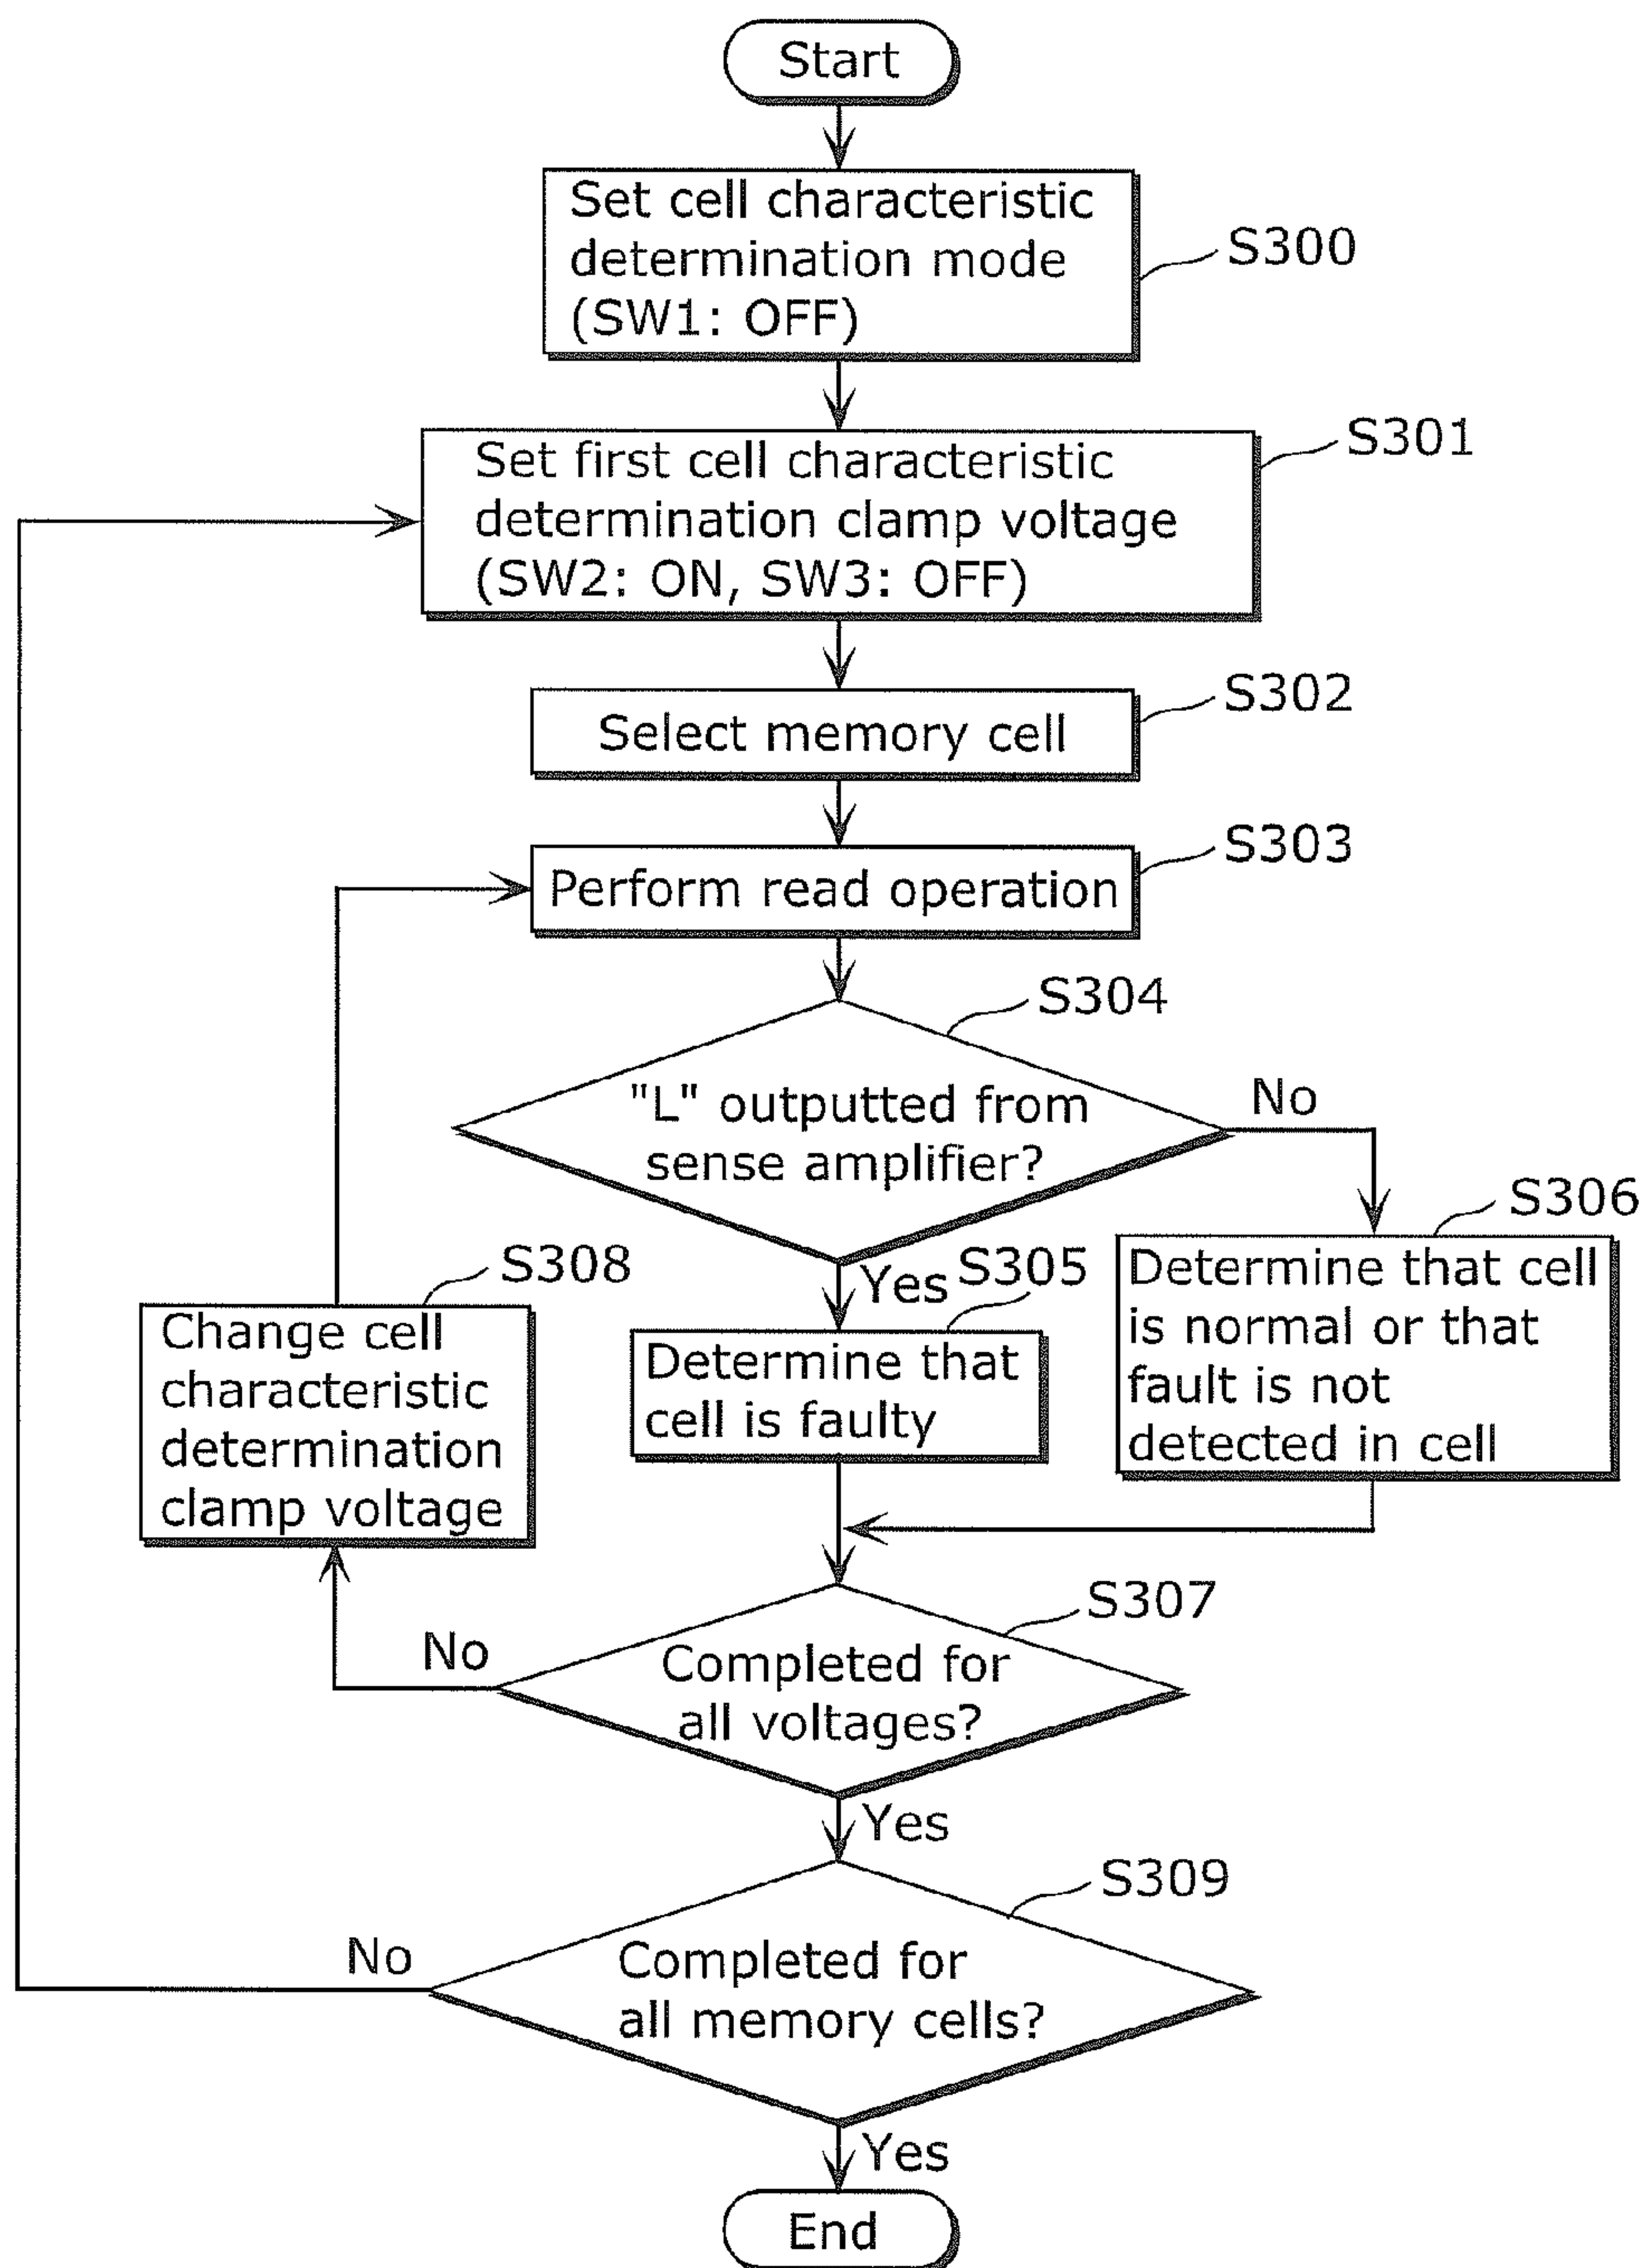 Start
Set cell characteristic
determination mode
(SW1: OFF)
S300
Set first cell characteristic
determination clamp voltage
(SW2: ON, SW3: OFF)
S301
Select memory cell
S302
Perform read operation
S303
"L" outputted from
sense amplifier?
S304
No
Yes
S305
Determine that
cell is faulty
S306
Determine that cell
is normal or that
fault is not
detected in cell
S308
Change cell
characteristic
determination
clamp voltage
S307
Completed for
all voltages?
No
Yes
S309
Completed for
all memory cells?
No
Yes
End